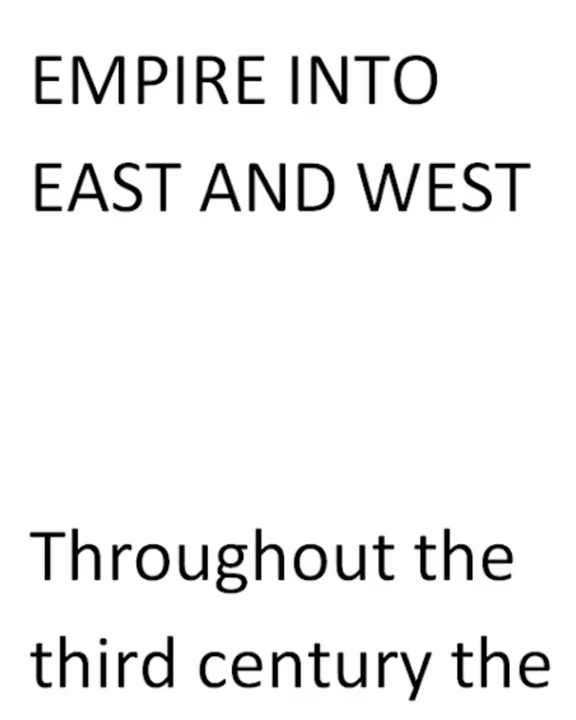 EMPIRE INTO
EAST AND WEST
Throughout the
third century the